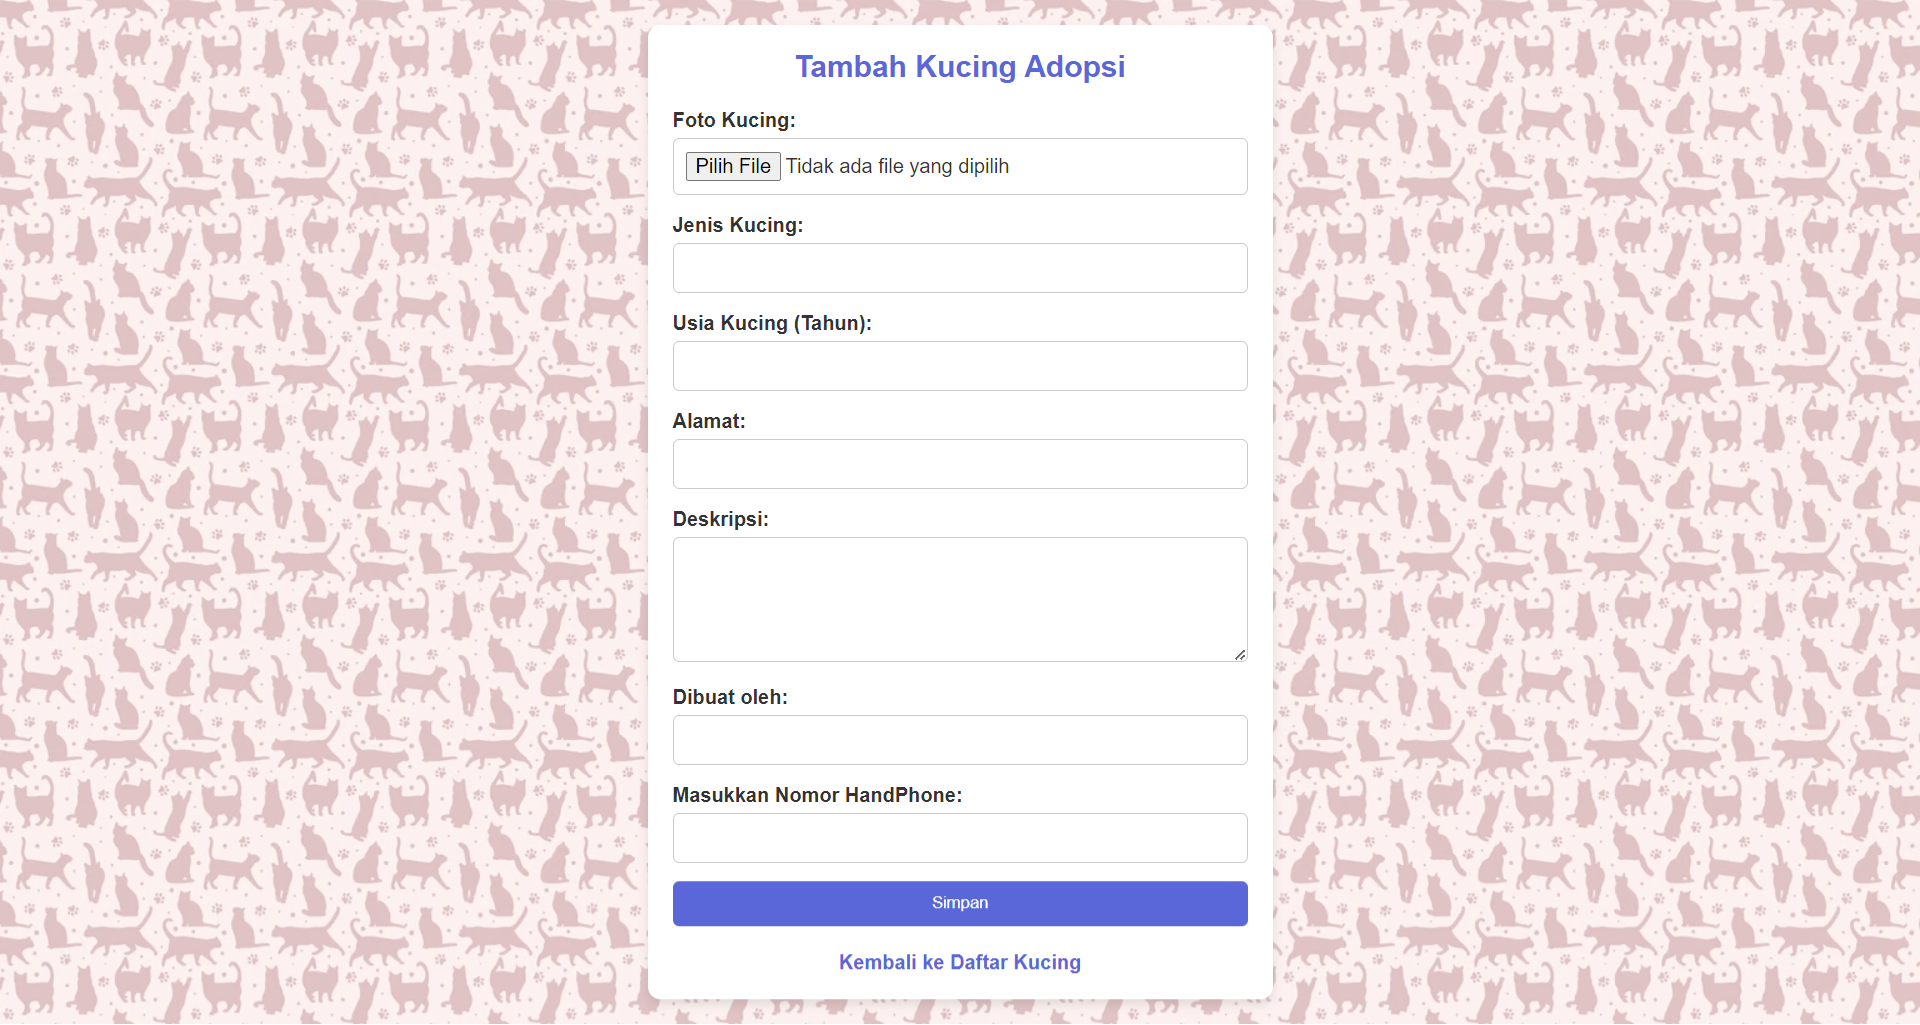 Tambah Kucing Adopsi
Foto Kucing:
Pilih File Tidak ada file yang dipilih
Jenis Kucing:
Usia Kucing (Tahun):
Alamat:
Deskripsi:
Dibuat oleh:
Masukkan Nomor HandPhone:
Simpan
Kembali ke Daftar Kucing